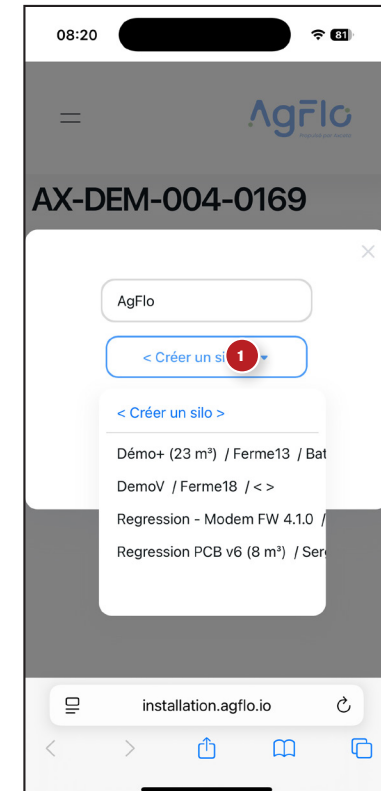 08:20
81
AgFlo
AX-DEM-004-0169
AgFlo
< Créer un si
1
< Créer un silo >
Démo+ (23 m³) / Ferme13 / Bat
DemoV / Ferme18 / < >
Regression - Modem FW 4.1.0 /
Regression PCB v6 (8 m³) / Ser
installation.agflo.io